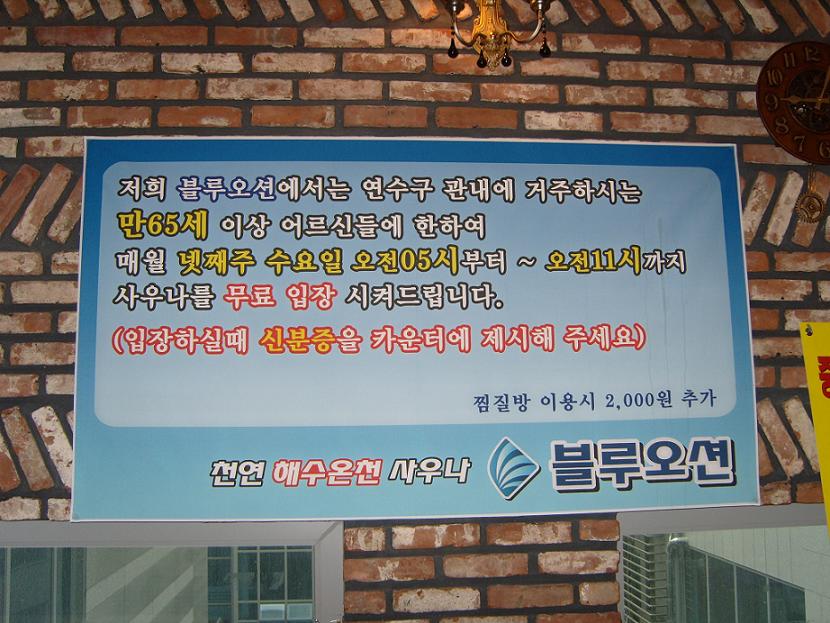 저희 블루오션에서는 연수구 관내에 거주하시는
만65세 이상 어르신들에 한하여
매월 넷째주 수요일 오전05시부터 ~ 오전11시까지
사우나를 무료 입장 시켜드립니다.
(입장하실때 신분증을 카운터에 제시해 주세요)
찜질방 이용시 2,000원 추가
천연 해수온천 사우나 블루오션